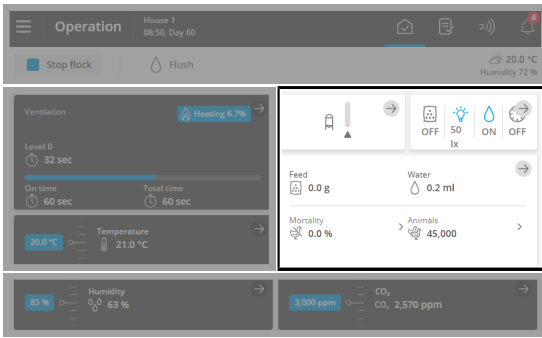 Operation
House 1
08:50, Day 60
4
Stop flock
Flush
20.0 °C
Humidity 72 %
Ventilation
Heating 6.7%
Level 0
32 sec
On time
60 sec
Total time
60 sec
20.0 °C
Temperature
21.0 °C
OFF
50
lx
ON
OFF
Feed
0.0 g
Water
0.2 ml
Mortality
0.0 %
Animals
45,000
85 %
Humidity
63 %
3,000 ppm
CO₂
CO₂ 2,570 ppm